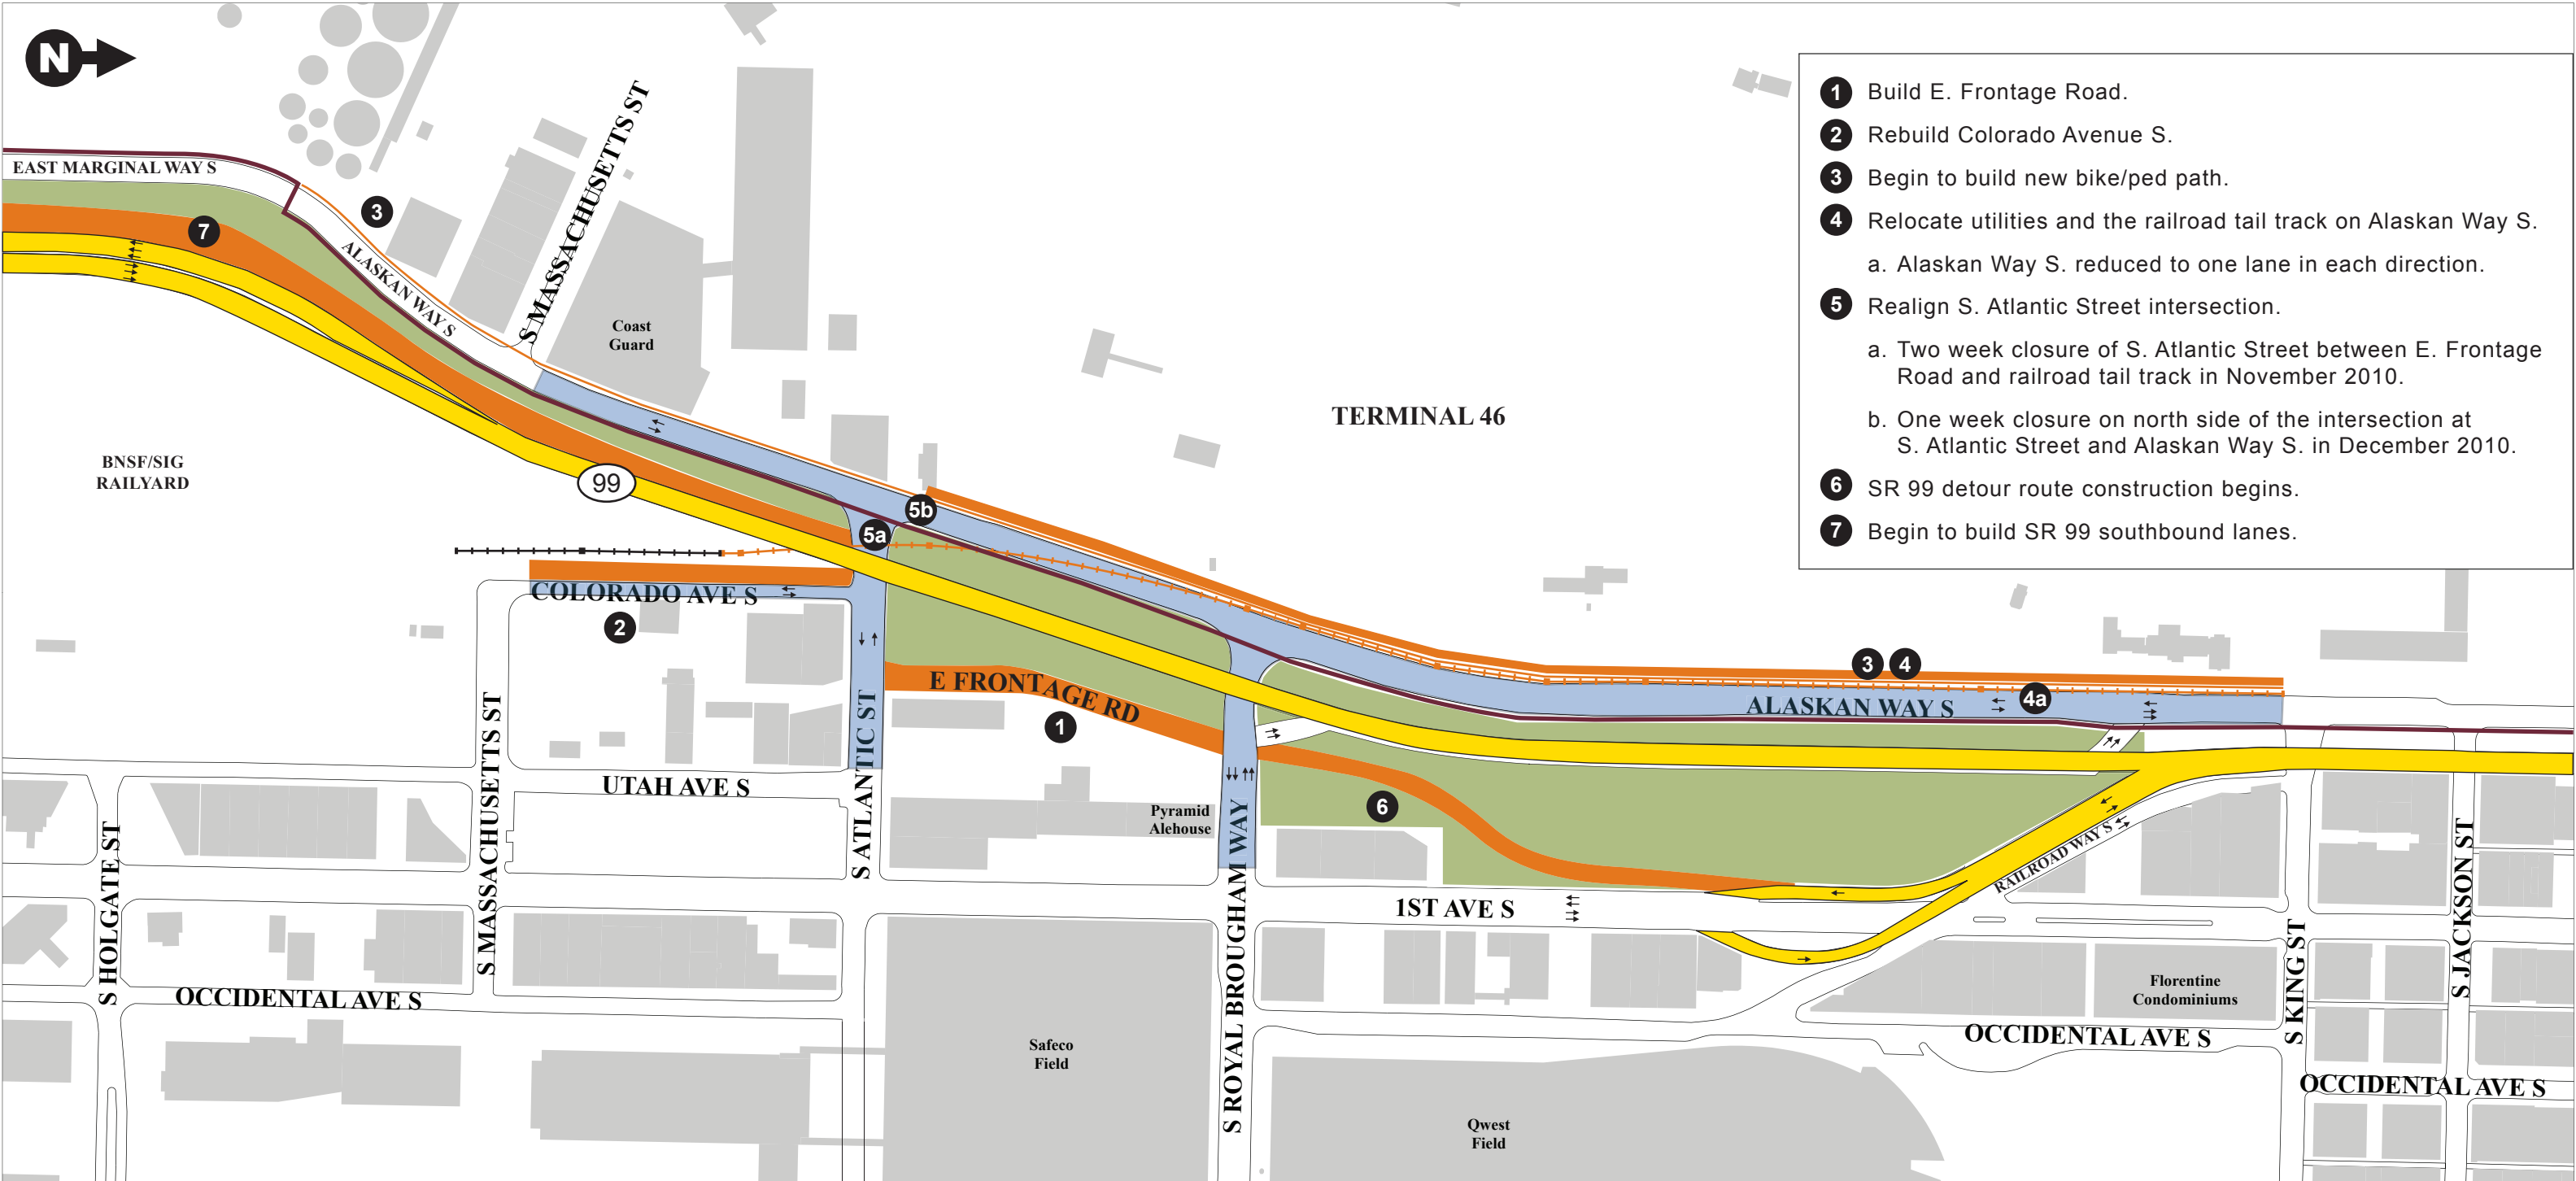 N
1 Build E. Frontage Road.
2 Rebuild Colorado Avenue S.
3 Begin to build new bike/ped path.
4 Relocate utilities and the railroad tail track on Alaskan Way S.
a. Alaskan Way S. reduced to one lane in each direction.
5 Realign S. Atlantic Street intersection.
a. Two week closure of S. Atlantic Street between E. Frontage
Road and railroad tail track in November 2010.
b. One week closure on north side of the intersection at
S. Atlantic Street and Alaskan Way S. in December 2010.
6 SR 99 detour route construction begins.
7 Begin to build SR 99 southbound lanes.
EAST MARGINAL WAY S
3
7
ALASKAN WAY S
S MASSACHUSETTS ST
Coast
Guard
TERMINAL 46
BNSF/SIG
RAILYARD
99
5b
5a
COLORADO AVE S
2
E FRONTAGE RD
1
3 4
4a
ALASKAN WAY S
UTAH AVE S
S ATLANTIC ST
S MASSACHUSETTS ST
S HOLGATE ST
Pyramid
Alehouse
6
RAILROAD WAY S
1ST AVE S
S ROYAL BROUGHAM WAY
S KING ST
S JACKSON ST
OCCIDENTAL AVE S
Florentine
Condominiums
OCCIDENTAL AVE S
Safeco
Field
OCCIDENTAL AVE S
Qwest
Field